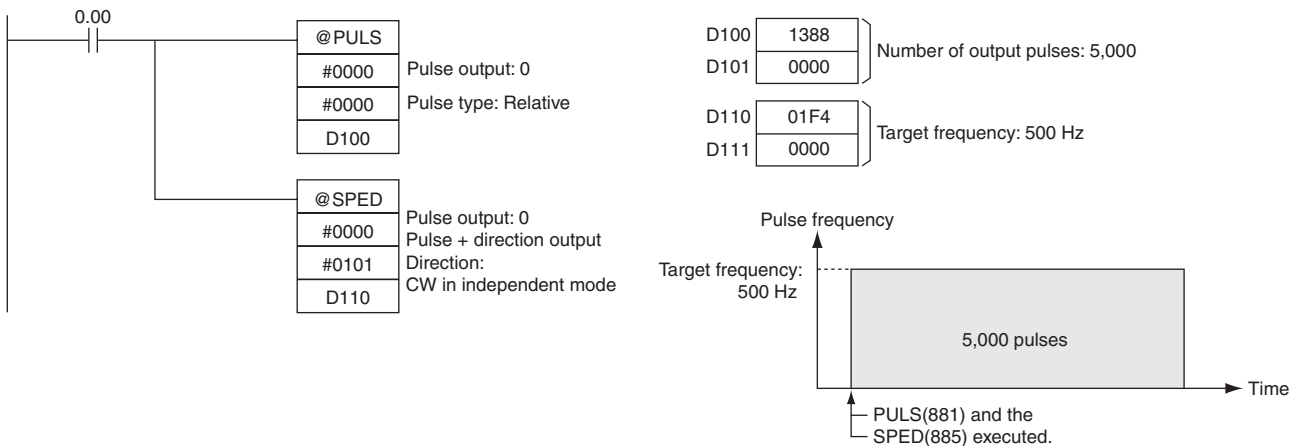 0.00
@PULS
#0000 Pulse output: 0
#0000 Pulse type: Relative
D100
@SPED
#0000
#0101
D110
Pulse output: 0
Pulse + direction output
Direction:
CW in independent mode
D100 1388
D101 0000
Number of output pulses: 5,000
D110 01F4
D111 0000
Target frequency: 500 Hz
Pulse frequency
Target frequency:
500 Hz
5,000 pulses
Time
PULS(881) and the
SPED(885) executed.